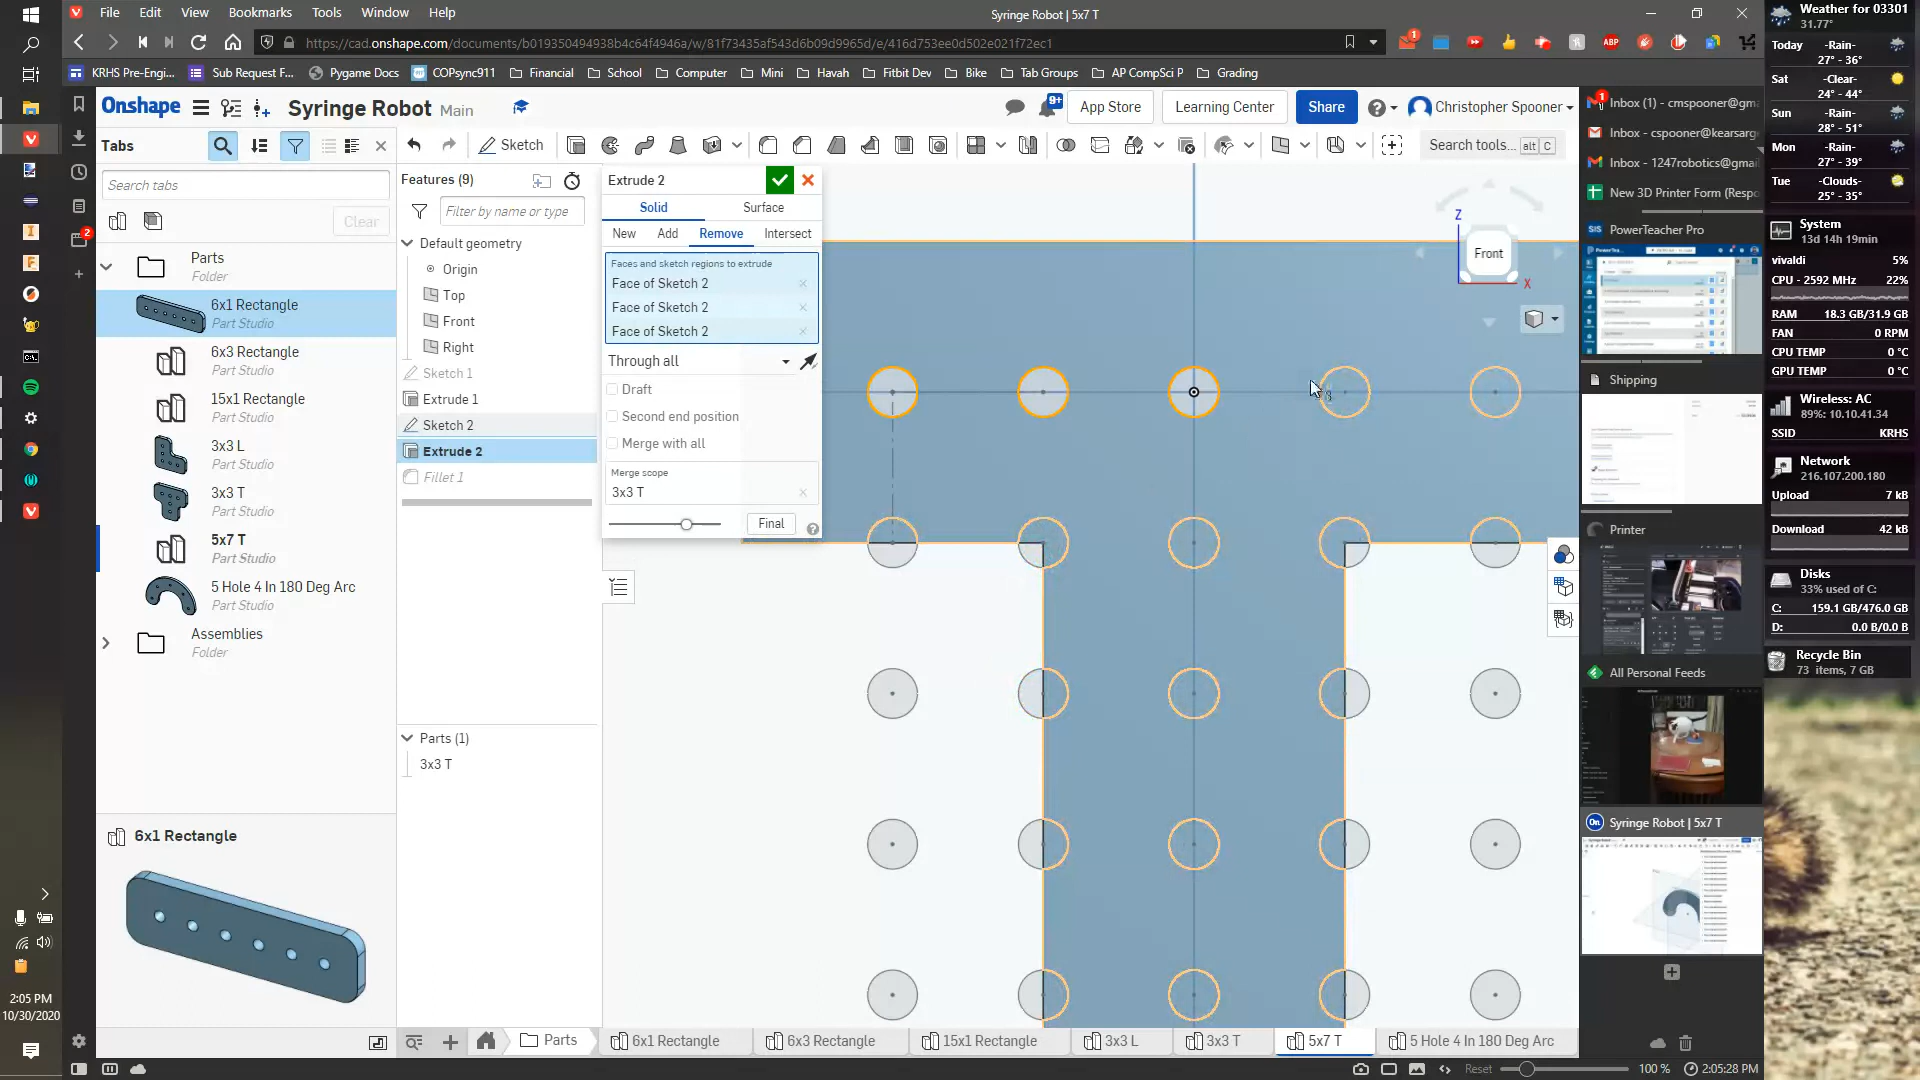 File Edit View Bookmarks Tools Window Help
Syringe Robot | 5x7 T
https://cad.onshape.com/documents/b019350494938b4c64f4946a/w/81f73435af543d6b09d9965d/e/416d753ee0d502e021f72ec1
KRHS Pre-Engi... Sub Request F... Pygame Docs COPsync911 Financial School Computer Mini Havah Fitbit Dev Bike Tab Groups AP CompSci P Grading
Onshape Syringe Robot Main
9+ App Store Learning Center Share Christopher Spooner
Tabs
Sketch
Search tools... alt C
Search tabs
Clear
Parts
Folder
6x1 Rectangle
Part Studio
6x3 Rectangle
Part Studio
15x1 Rectangle
Part Studio
3x3 L
Part Studio
3x3 T
Part Studio
5x7 T
Part Studio
5 Hole 4 In 180 Deg Arc
Part Studio
Assemblies
Folder
6x1 Rectangle
Features (9)
Filter by name or type
Default geometry
Origin
Top
Front
Right
Sketch 1
Extrude 1
Sketch 2
Extrude 2
Fillet 1
Parts (1)
3x3 T
Extrude 2
Solid Surface
New Add Remove Intersect
Faces and sketch regions to extrude
Face of Sketch 2
Face of Sketch 2
Face of Sketch 2
Through all
Draft
Second end position
Merge with all
Merge scope
3x3 T
Final
Z
Front
X
Parts 6x1 Rectangle 6x3 Rectangle 15x1 Rectangle 3x3 L 3x3 T 5x7 T 5 Hole 4 In 180 Deg Arc
Reset 100 % 2:05:28 PM
2:05 PM
10/30/2020
Inbox (1) - cmspooner@gm
Inbox - cspooner@kearsarg
Inbox - 1247robotics@gmai
New 3D Printer Form (Respo
PowerTeacher Pro
Shipping
Printer
All Personal Feeds
Syringe Robot | 5x7 T
Weather for 03301
31.77°
Today -Rain-
27° - 36°
Sat -Clear-
24° - 44°
Sun -Rain-
28° - 51°
Mon -Rain-
27° - 39°
Tue -Clouds-
25° - 35°
System
13d 14h 19min
vivaldi 5%
CPU - 2592 MHz 22%
RAM 18.3 GB/31.9 GB
FAN 0 RPM
CPU TEMP 0 °C
GPU TEMP 0 °C
Wireless: AC
89%: 10.10.41.34
SSID KRHS
Network
216.107.200.180
Upload 7 kB
Download 42 kB
Disks
33% used of C:
C: 159.1 GB/476.0 GB
D: 0.0 B/0.0 B
Recycle Bin
73 items, 7 GB